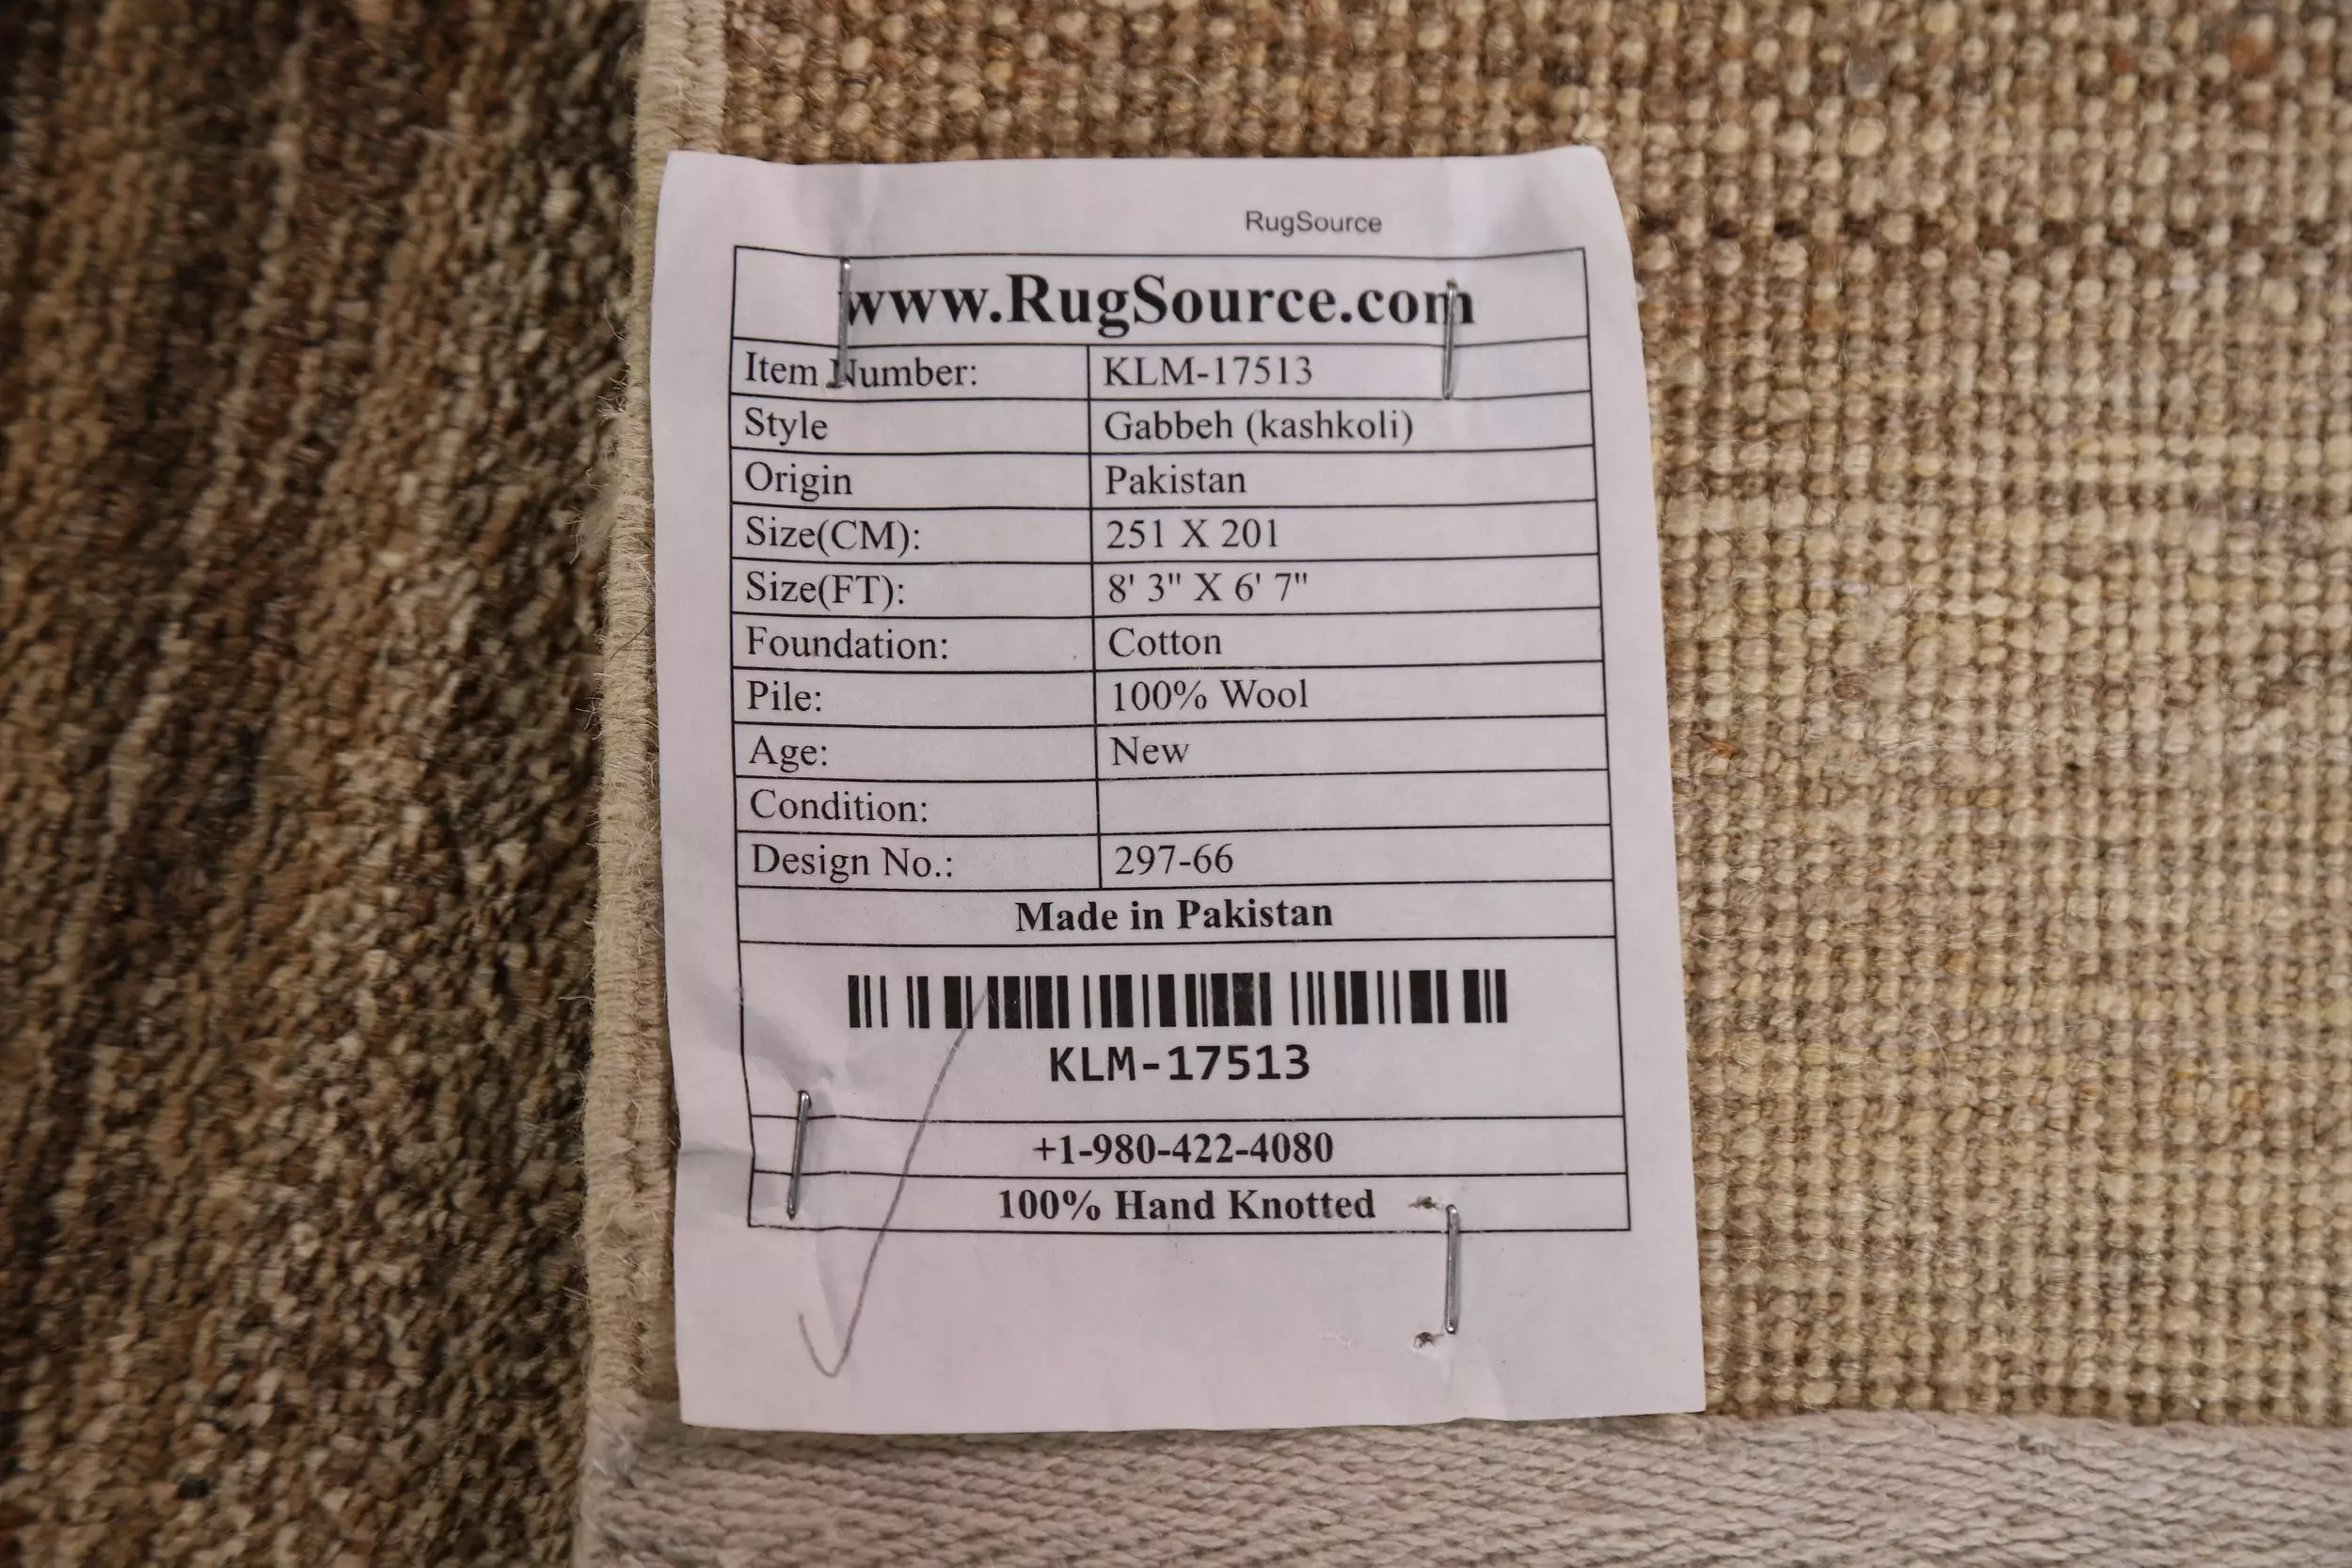 RugSource
www.RugSource.com
Item Number: KLM-17513
Style Gabbeh (kashkoli)
Origin Pakistan
Size(CM): 251 X 201
Size(FT): 8' 3" X 6' 7"
Foundation: Cotton
Pile: 100% Wool
Age: New
Condition:
Design No.: 297-66
Made in Pakistan
KLM-17513
+1-980-422-4080
100% Hand Knotted